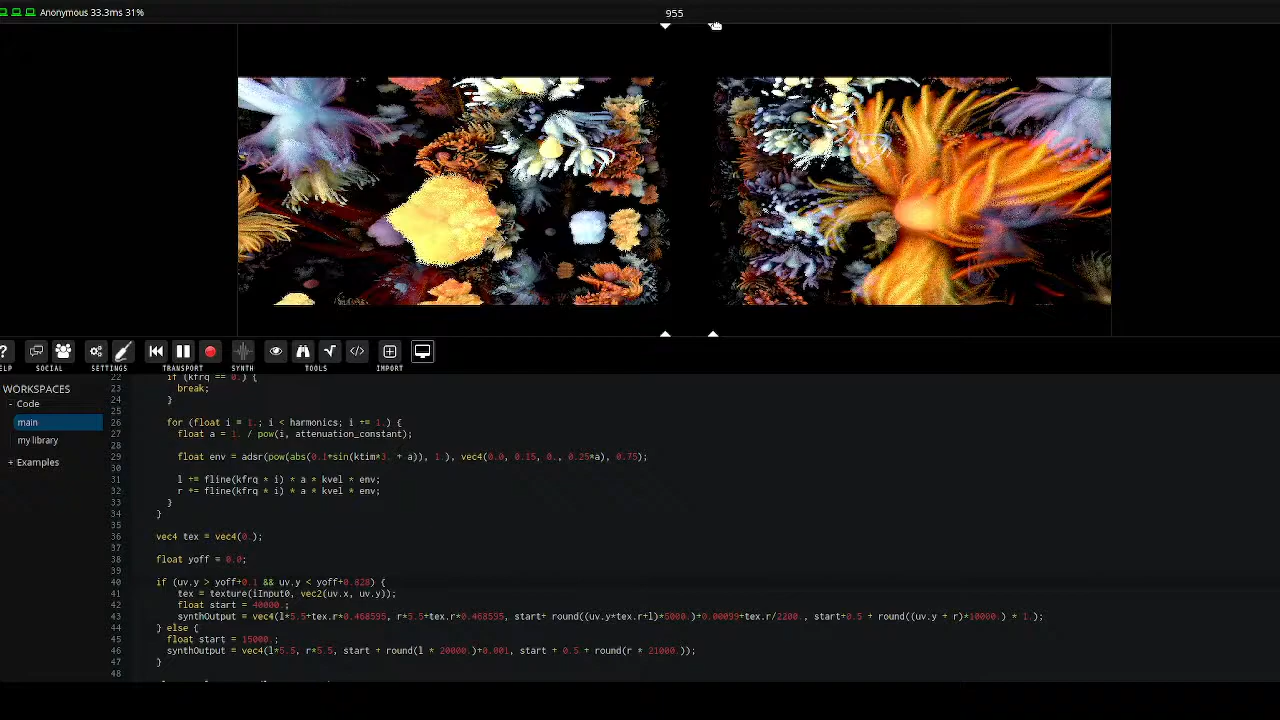 Anonymous 33.3ms 31%
955
ELP SOCIAL SETTINGS TRANSPORT SYNTH TOOLS IMPORT
WORKSPACES
- Code
main
my library
+ Examples
22 if (kfrq == 0.) {
23 break;
24 }
25
26 for (float i = 1.; i < harmonics; i += 1.) {
27 float a = 1. / pow(i, attenuation_constant);
28
29 float env = adsr(pow(abs(0.1+sin(ktim*3. + a)), 1.), vec4(0.0, 0.15, 0., 0.25*a), 0.75);
30
31 l += fline(kfrq * i) * a * kvel * env;
32 r += fline(kfrq * i) * a * kvel * env;
33 }
34 }
35
36 vec4 tex = vec4(0.);
37
38 float yoff = 0.0;
39
40 if (uv.y > yoff+0.1 && uv.y < yoff+0.828) {
41 tex = texture(iInput0, vec2(uv.x, uv.y));
42 float start = 40000.;
43 synthOutput = vec4(l*5.5+tex.r*0.468595, r*5.5+tex.r*0.468595, start+ round((uv.y*tex.r+l)*5000.)+0.00099+tex.r/2200., start+0.5 + round((uv.y + r)*10000.) * 1.);
44 } else {
45 float start = 15000.;
46 synthOutput = vec4(l*5.5, r*5.5, start + round(l * 20000.)+0.001, start + 0.5 + round(r * 21000.));
47 }
48